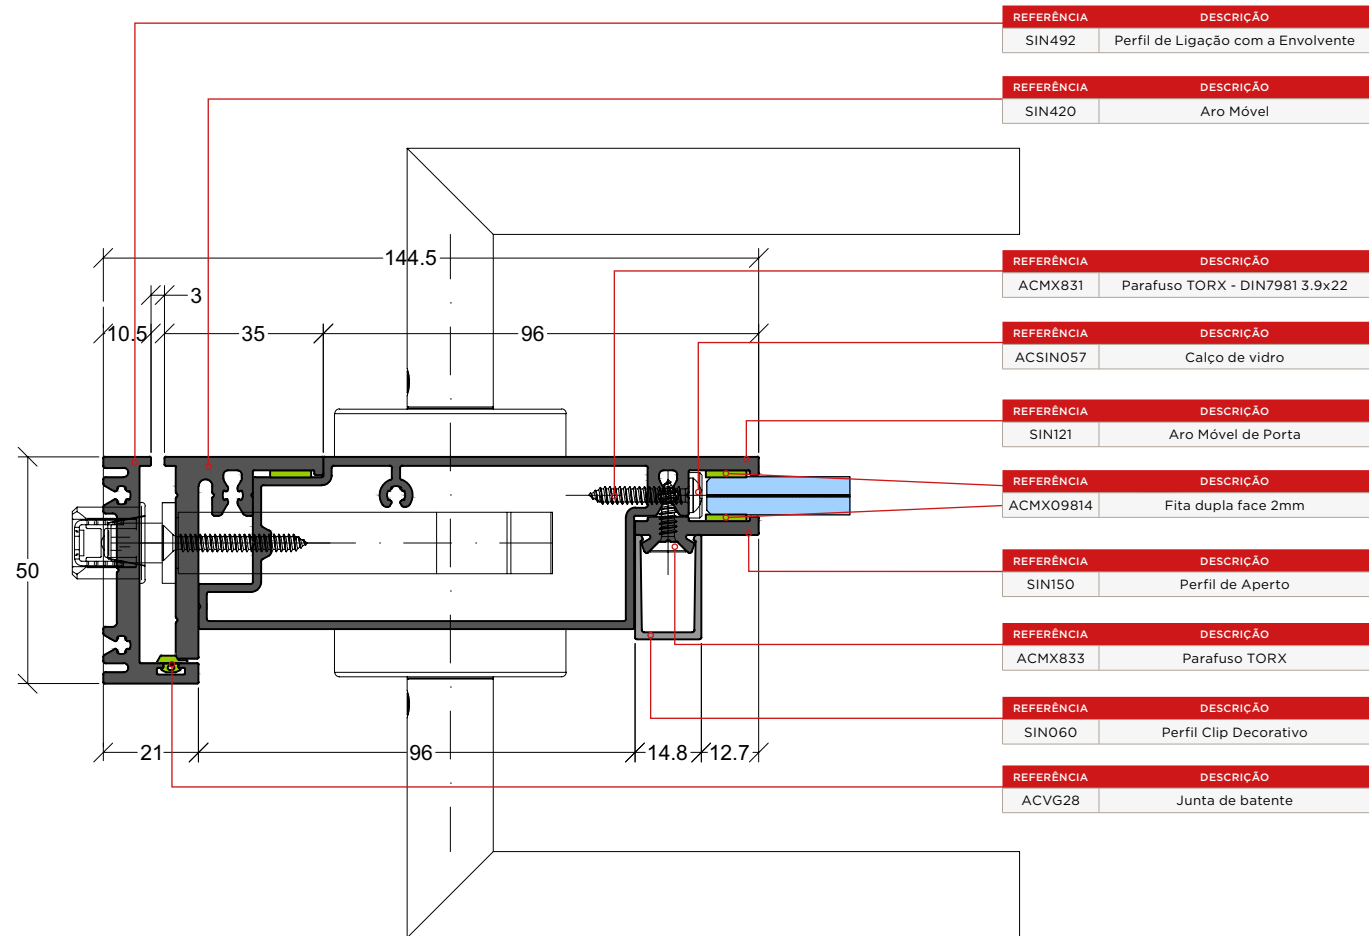 REFERÊNCIA DESCRIÇÃO
SIN492 Perfil de Ligação com a Envolvente
REFERÊNCIA DESCRIÇÃO
SIN420 Aro Móvel
REFERÊNCIA DESCRIÇÃO
ACMX831 Parafuso TORX - DIN7981 3.9x22
REFERÊNCIA DESCRIÇÃO
ACSIN057 Calço de vidro
REFERÊNCIA DESCRIÇÃO
SIN121 Aro Móvel de Porta
REFERÊNCIA DESCRIÇÃO
ACMX09814 Fita dupla face 2mm
REFERÊNCIA DESCRIÇÃO
SIN150 Perfil de Aperto
REFERÊNCIA DESCRIÇÃO
ACMX833 Parafuso TORX
REFERÊNCIA DESCRIÇÃO
SIN060 Perfil Clip Decorativo
REFERÊNCIA DESCRIÇÃO
ACVG28 Junta de batente
144.5
3
10.5 35 96
50
21 96 14.8 12.7